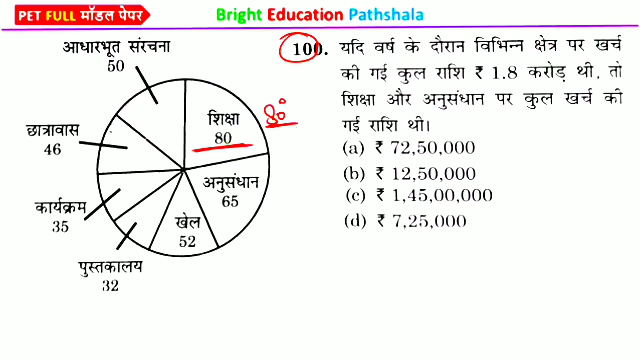 PET FULL मॉडल पेपर
Bright Education Pathshala
आधारभूत संरचना
50
छात्रावास
46
कार्यक्रम
35
पुस्तकालय
32
खेल
52
अनुसंधान
65
शिक्षा
80
80°
100. यदि वर्ष के दौरान विभिन्न क्षेत्र पर खर्च
की गई कुल राशि ₹ 1.8 करोड़ थी, तो
शिक्षा और अनुसंधान पर कुल खर्च की
गई राशि थी।
(a) ₹ 72,50,000
(b) ₹ 12,50,000
(c) ₹ 1,45,00,000
(d) ₹ 7,25,000